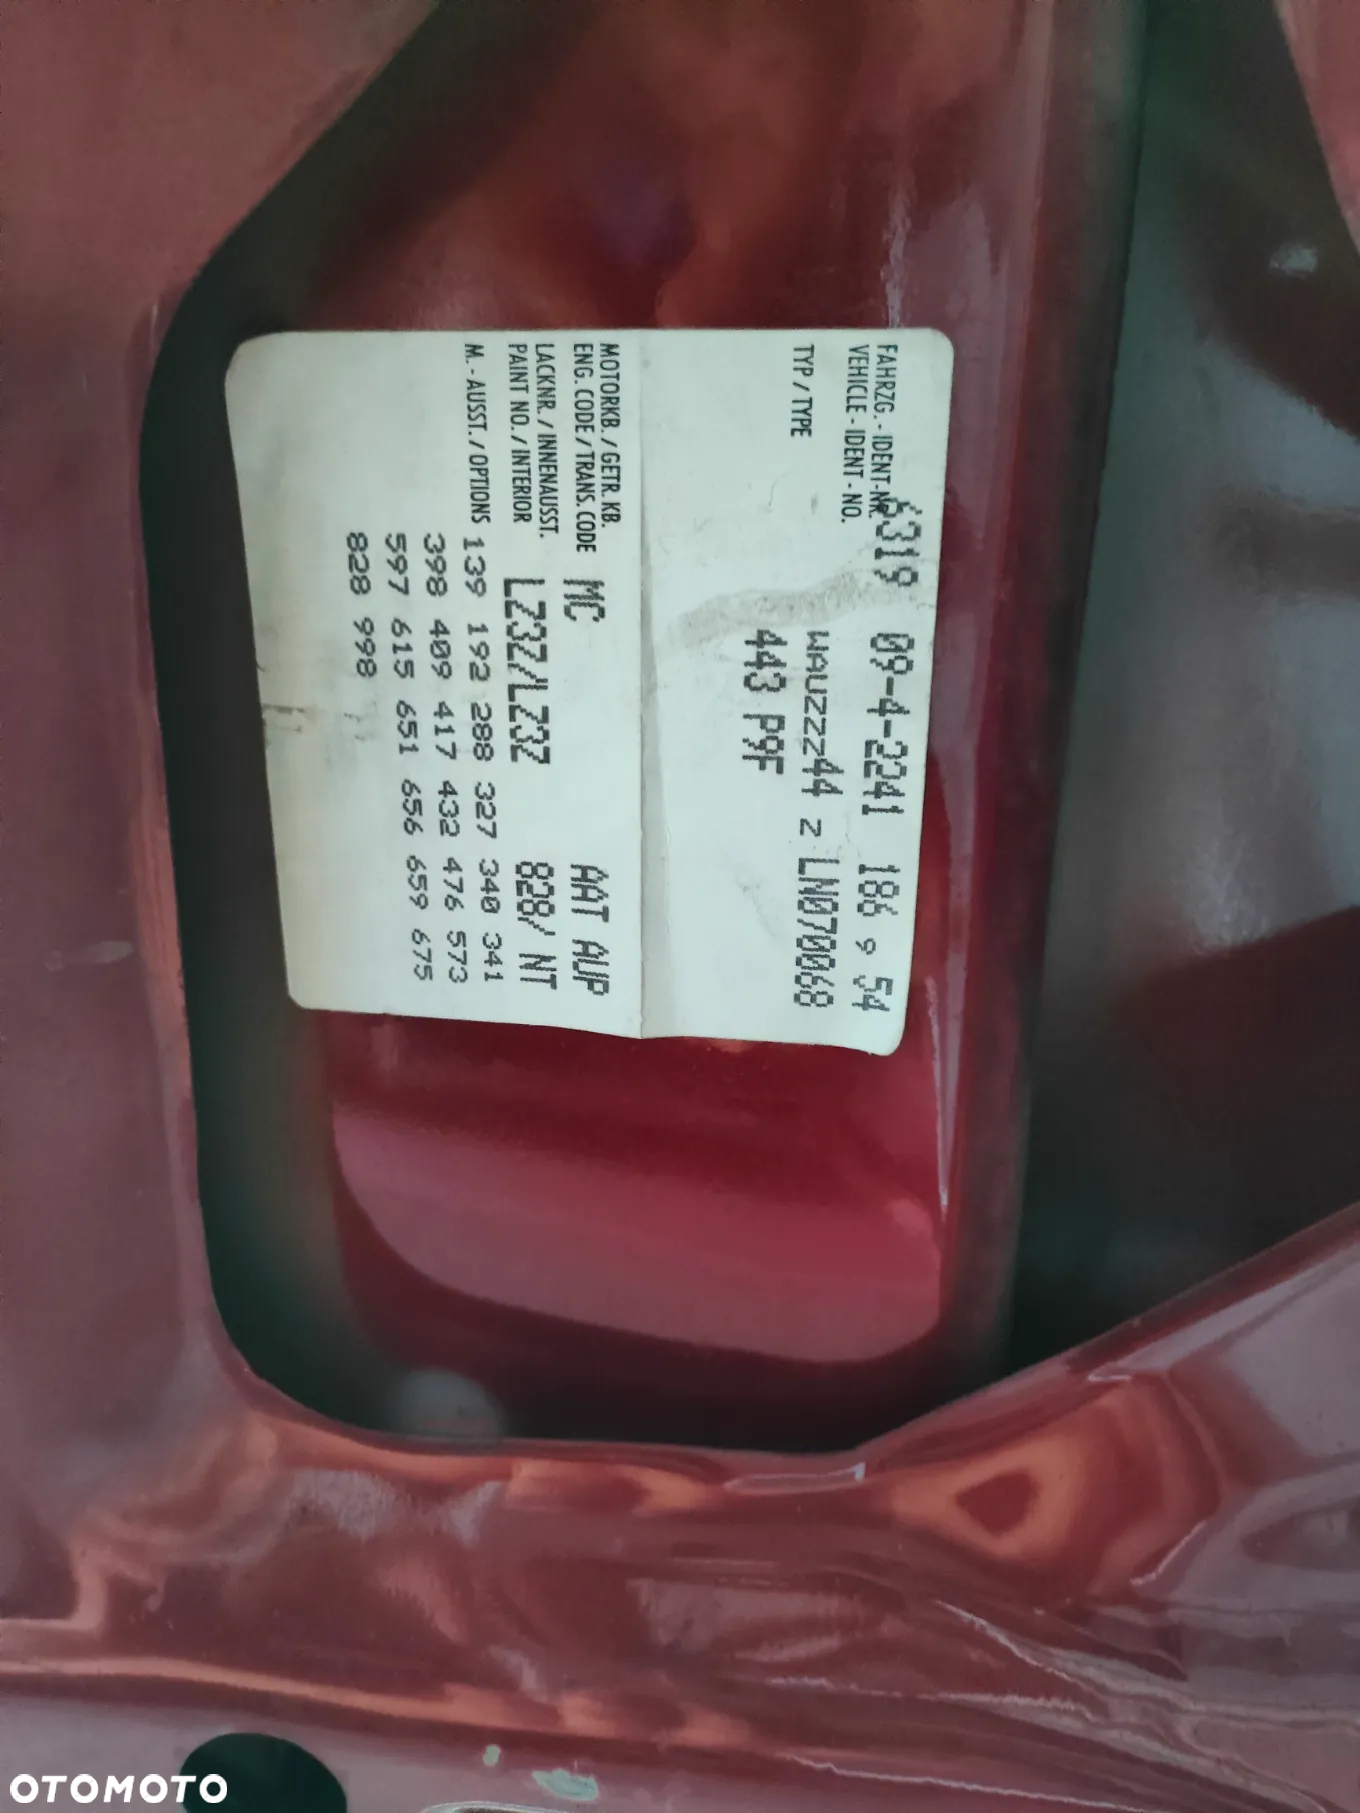 6319 09-4-2241 186 9 54
FAHRZG. - IDENT-NR.
VEHICLE - IDENT - NO.
WAUZZZ44 Z LN070068
TYP / TYPE
443 P9F
MOTORKB. / GETR. KB.
ENG. CODE / TRANS. CODE
MC AAT AUP
LACKNR. / INNENAUSST.
PAINT NO. / INTERIOR
LZ3Z/LZ3Z 828/ NT
M. - AUSST. / OPTIONS
139 192 288 327 340 341
398 409 417 432 476 573
597 615 651 656 659 675
828 998
OTOMOTO